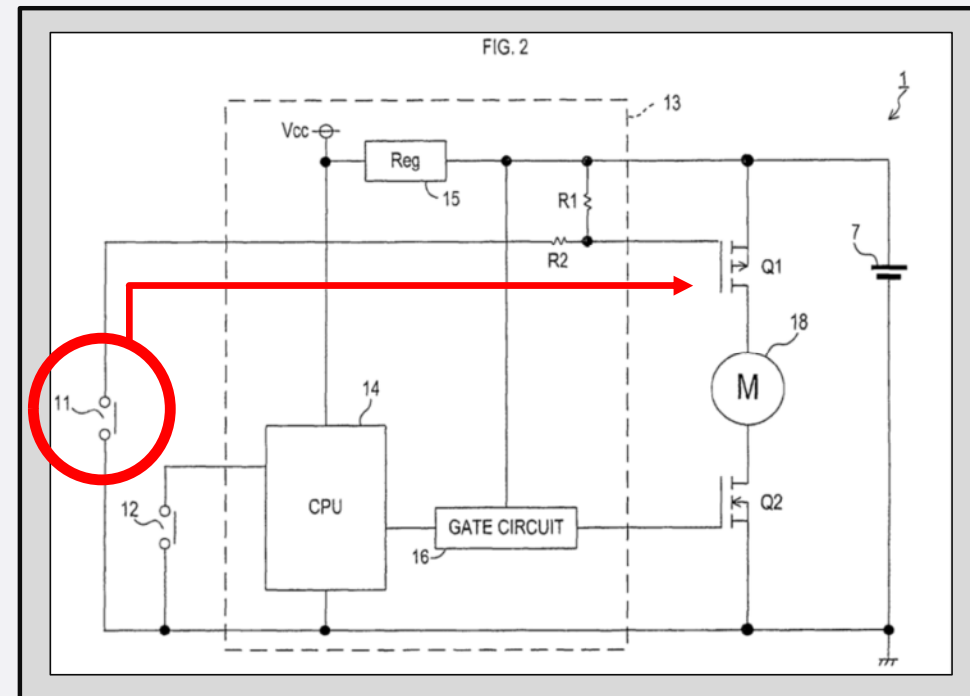 FIG. 2
1
13
Vcc
Reg
15
R1
R2
7
Q1
18
M
11
14
CPU
12
Q2
GATE CIRCUIT
16